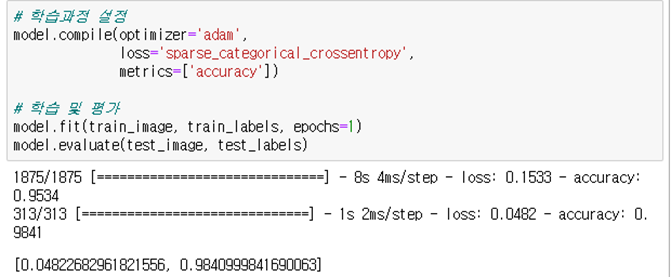 # 학습과정 설정
model.compile(optimizer='adam',
              loss='sparse_categorical_crossentropy',
              metrics=['accuracy'])
# 학습 및 평가
model.fit(train_image, train_labels, epochs=1)
model.evaluate(test_image, test_labels)
1875/1875 [==============================] - 8s 4ms/step - loss: 0.1533 - accuracy:
0.9534
313/313 [==============================] - 1s 2ms/step - loss: 0.0482 - accuracy: 0.
9841
[0.04822682961821556, 0.9840999841690063]